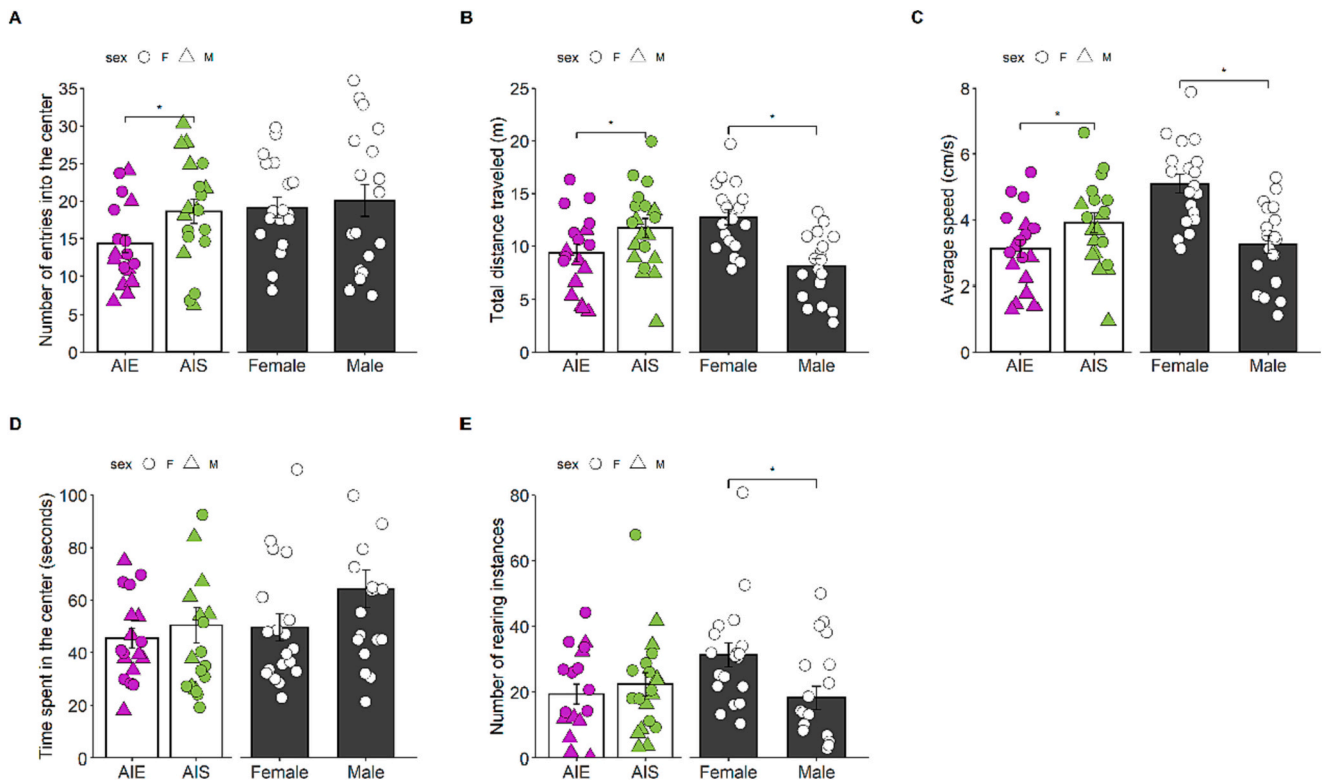 A
sex F M
Number of entries into the center
35
30
25
20
15
10
5
0
*
AIE AIS Female Male
B
sex F M
Total distance traveled (m)
25
20
15
10
5
0
*
*
AIE AIS Female Male
C
sex F M
Average speed (cm/s)
8
6
4
2
0
*
*
AIE AIS Female Male
D
sex F M
Time spent in the center (seconds)
100
80
60
40
20
0
AIE AIS Female Male
E
sex F M
Number of rearing instances
80
60
40
20
0
*
AIE AIS Female Male